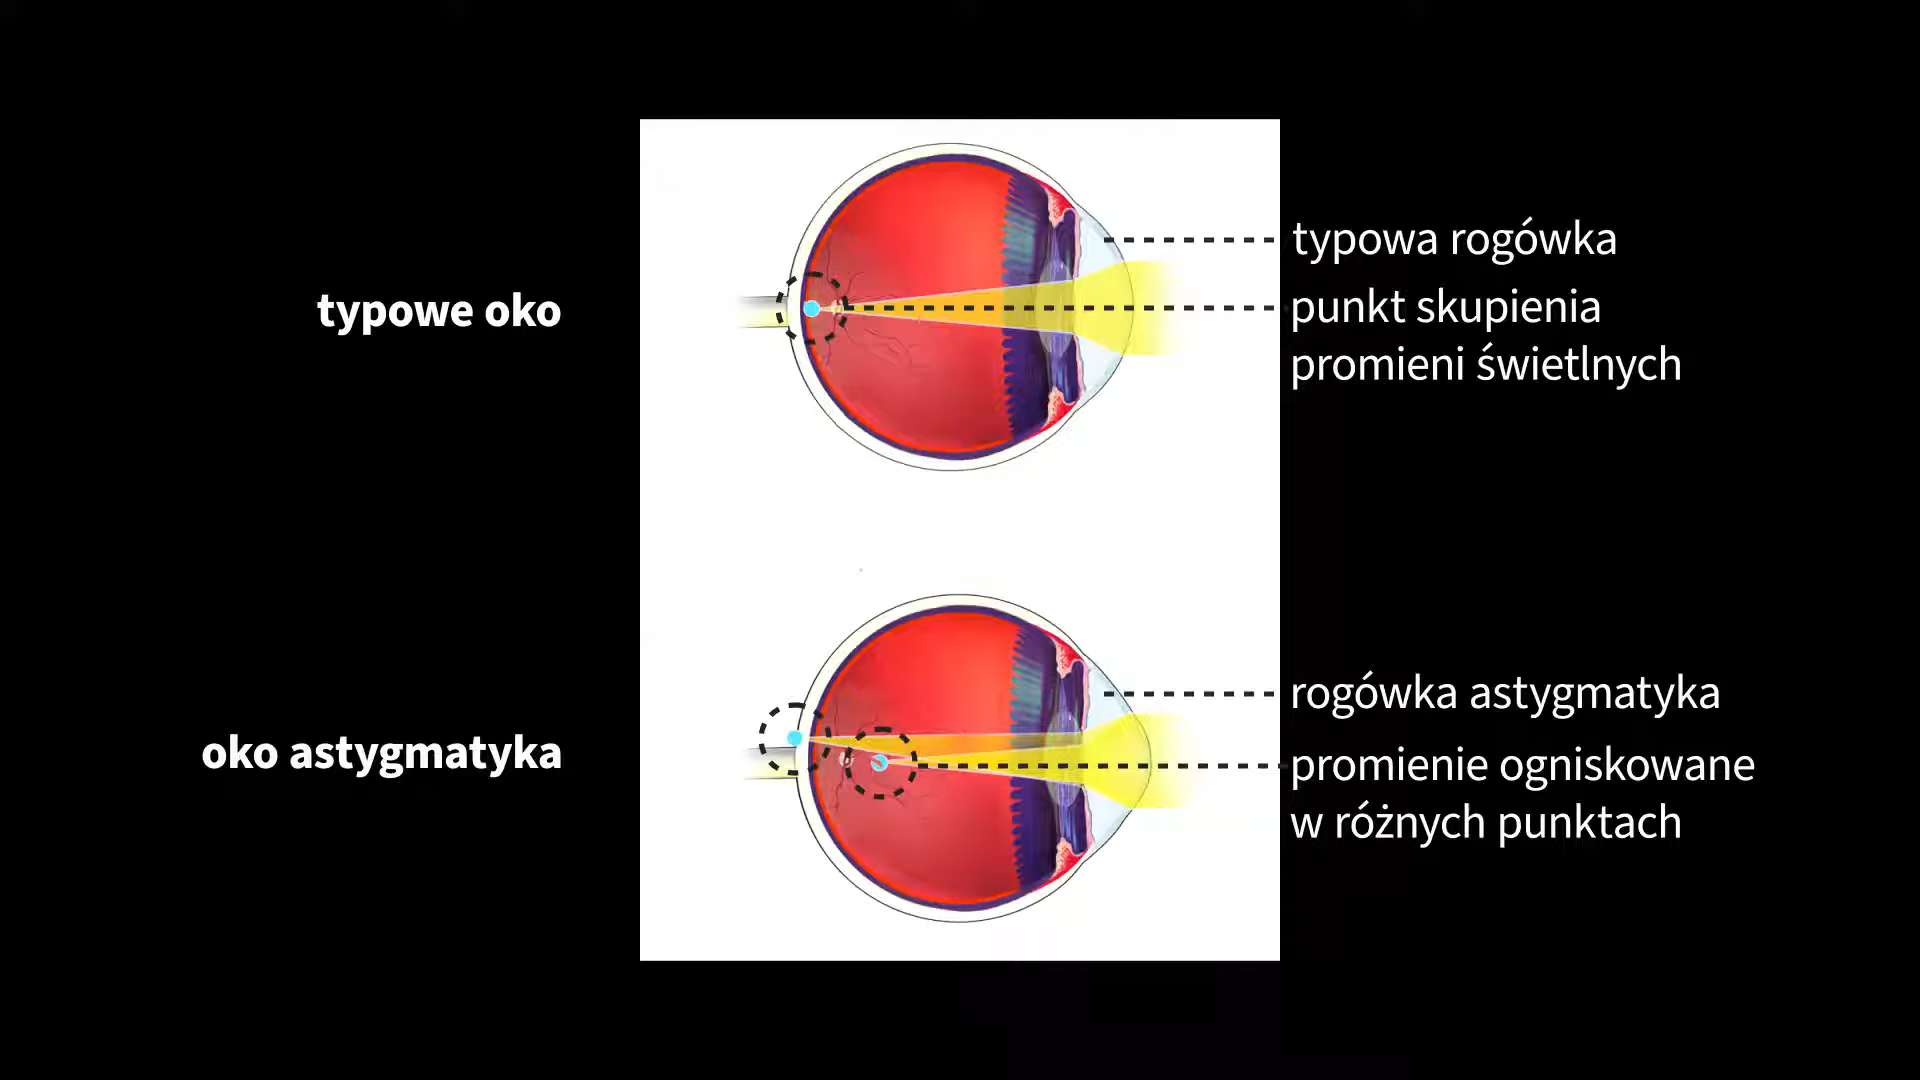 typowe oko
typowa rogówka
punkt skupienia
promieni świetlnych
oko astygmatyka
rogówka astygmatyka
promienie ogniskowane
w różnych punktach